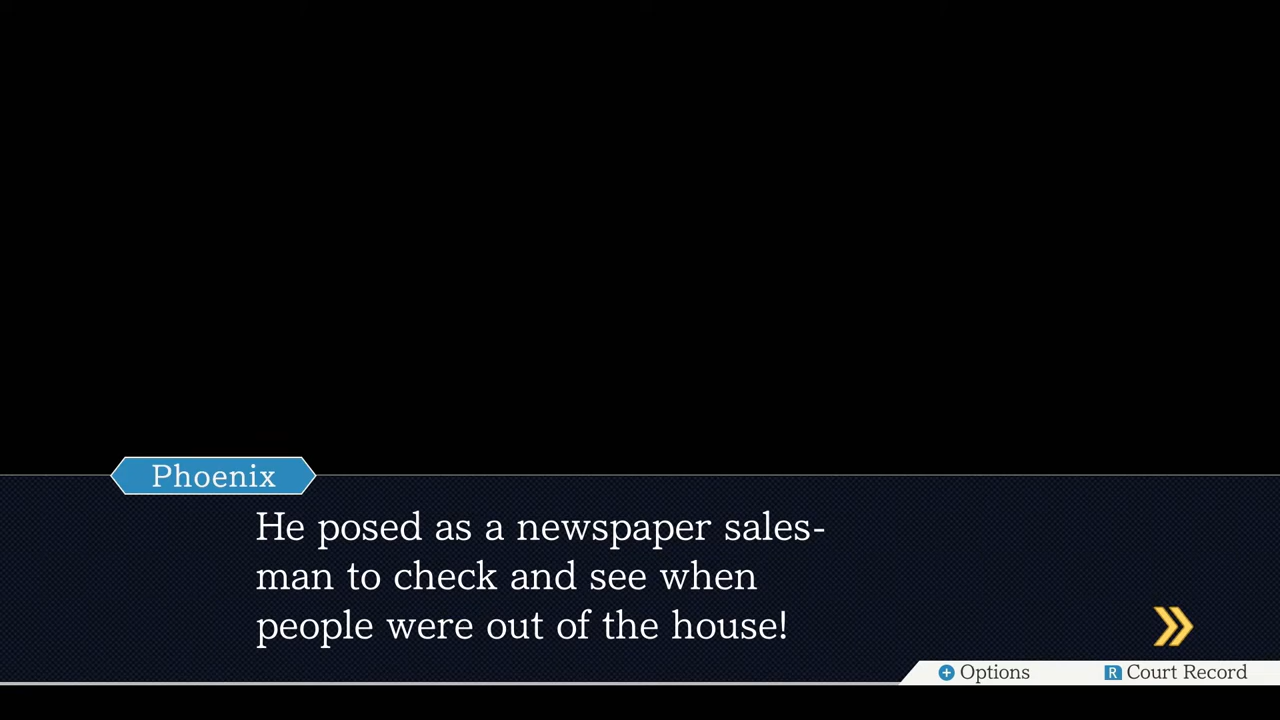 Phoenix
He posed as a newspaper sales-
man to check and see when
people were out of the house!
+ Options
R Court Record